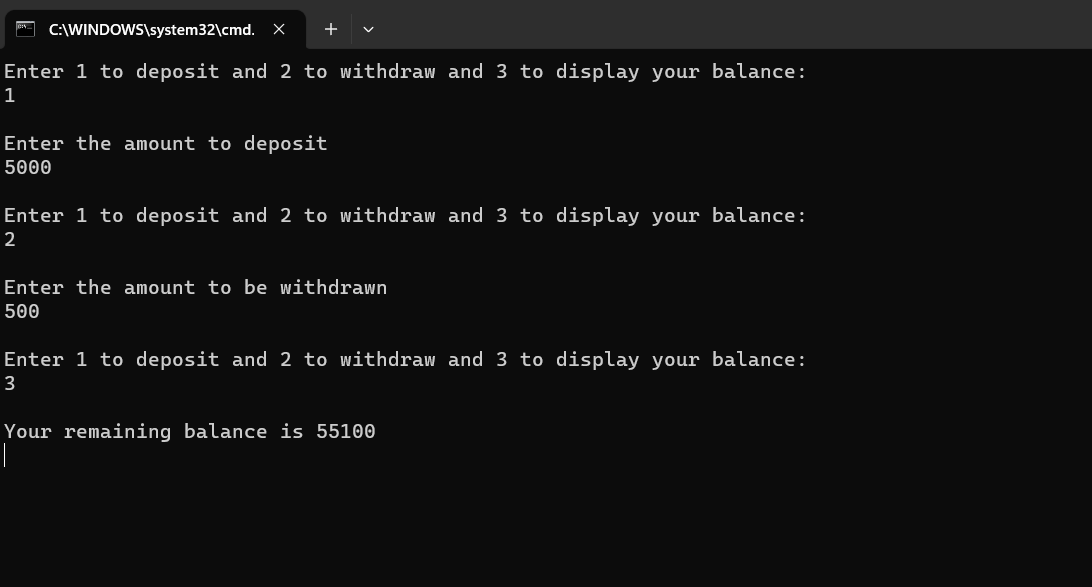 C:\WINDOWS\system32\cmd.
Enter 1 to deposit and 2 to withdraw and 3 to display your balance:
1
Enter the amount to deposit
5000
Enter 1 to deposit and 2 to withdraw and 3 to display your balance:
2
Enter the amount to be withdrawn
500
Enter 1 to deposit and 2 to withdraw and 3 to display your balance:
3
Your remaining balance is 55100